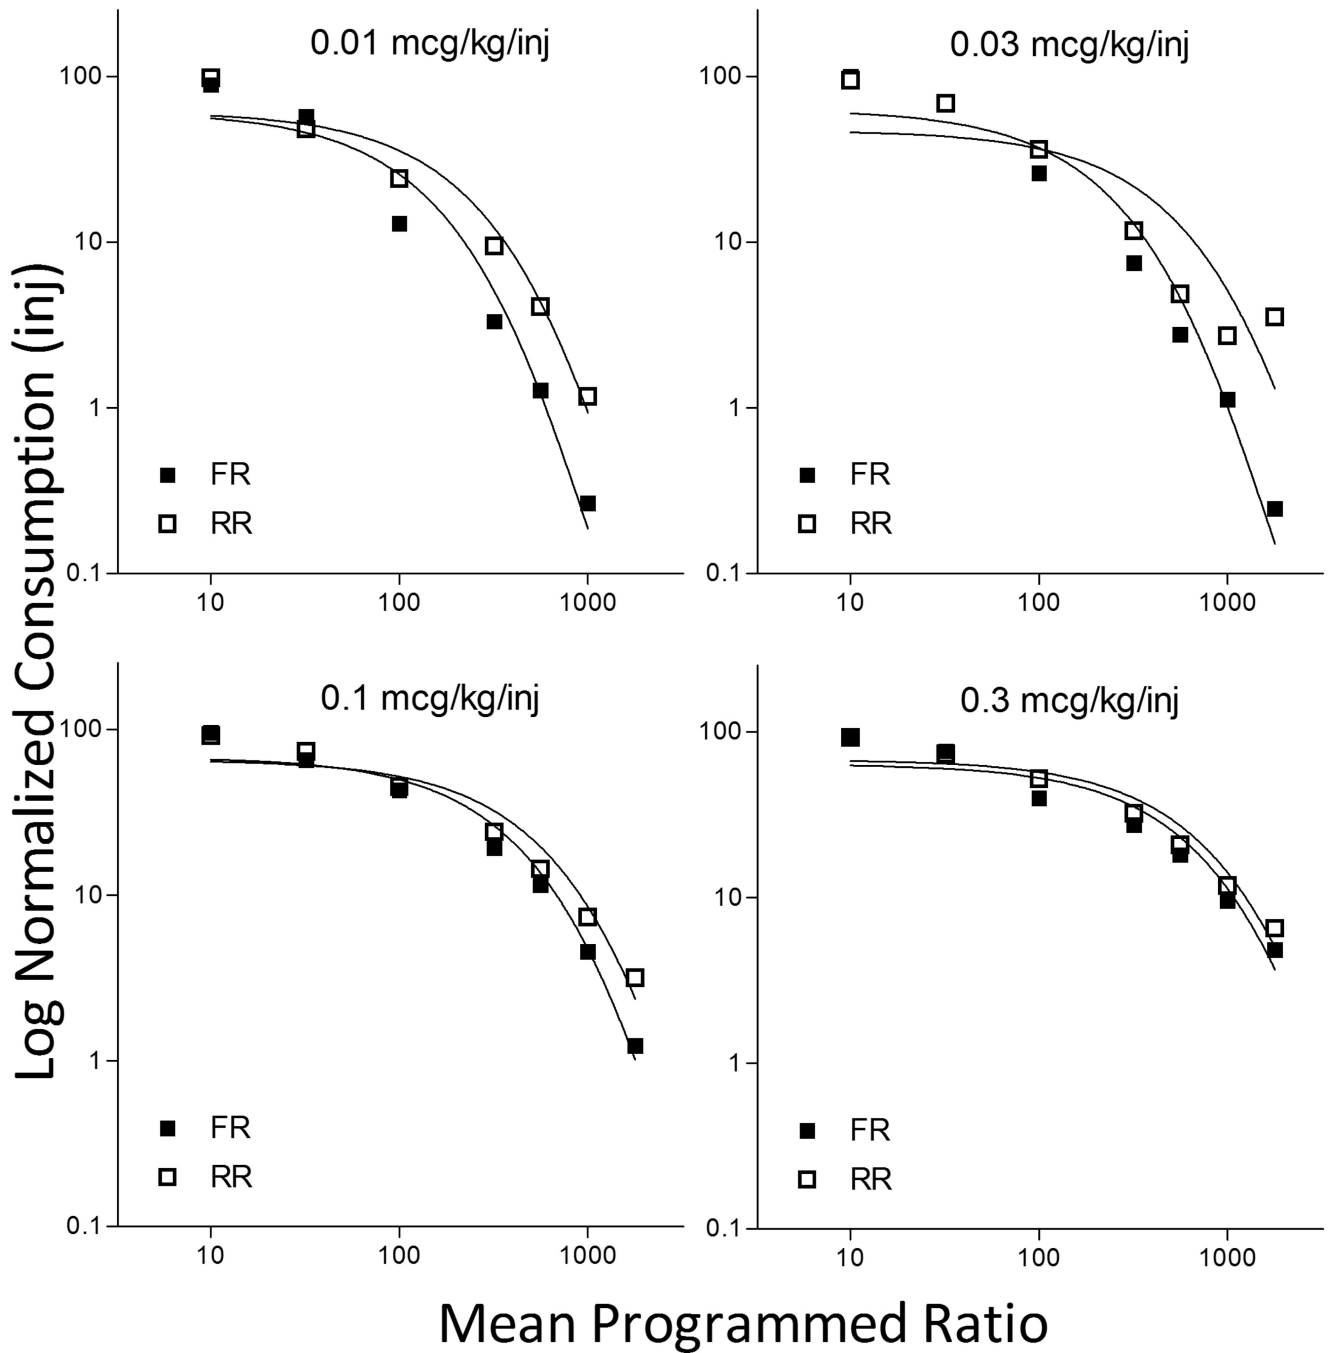 Log Normalized Consumption (inj)
0.01 mcg/kg/inj
100
10
1
0.1
FR
RR
10 100 1000
0.03 mcg/kg/inj
100
10
1
0.1
FR
RR
10 100 1000
0.1 mcg/kg/inj
100
10
1
0.1
FR
RR
10 100 1000
0.3 mcg/kg/inj
100
10
1
0.1
FR
RR
10 100 1000
Mean Programmed Ratio